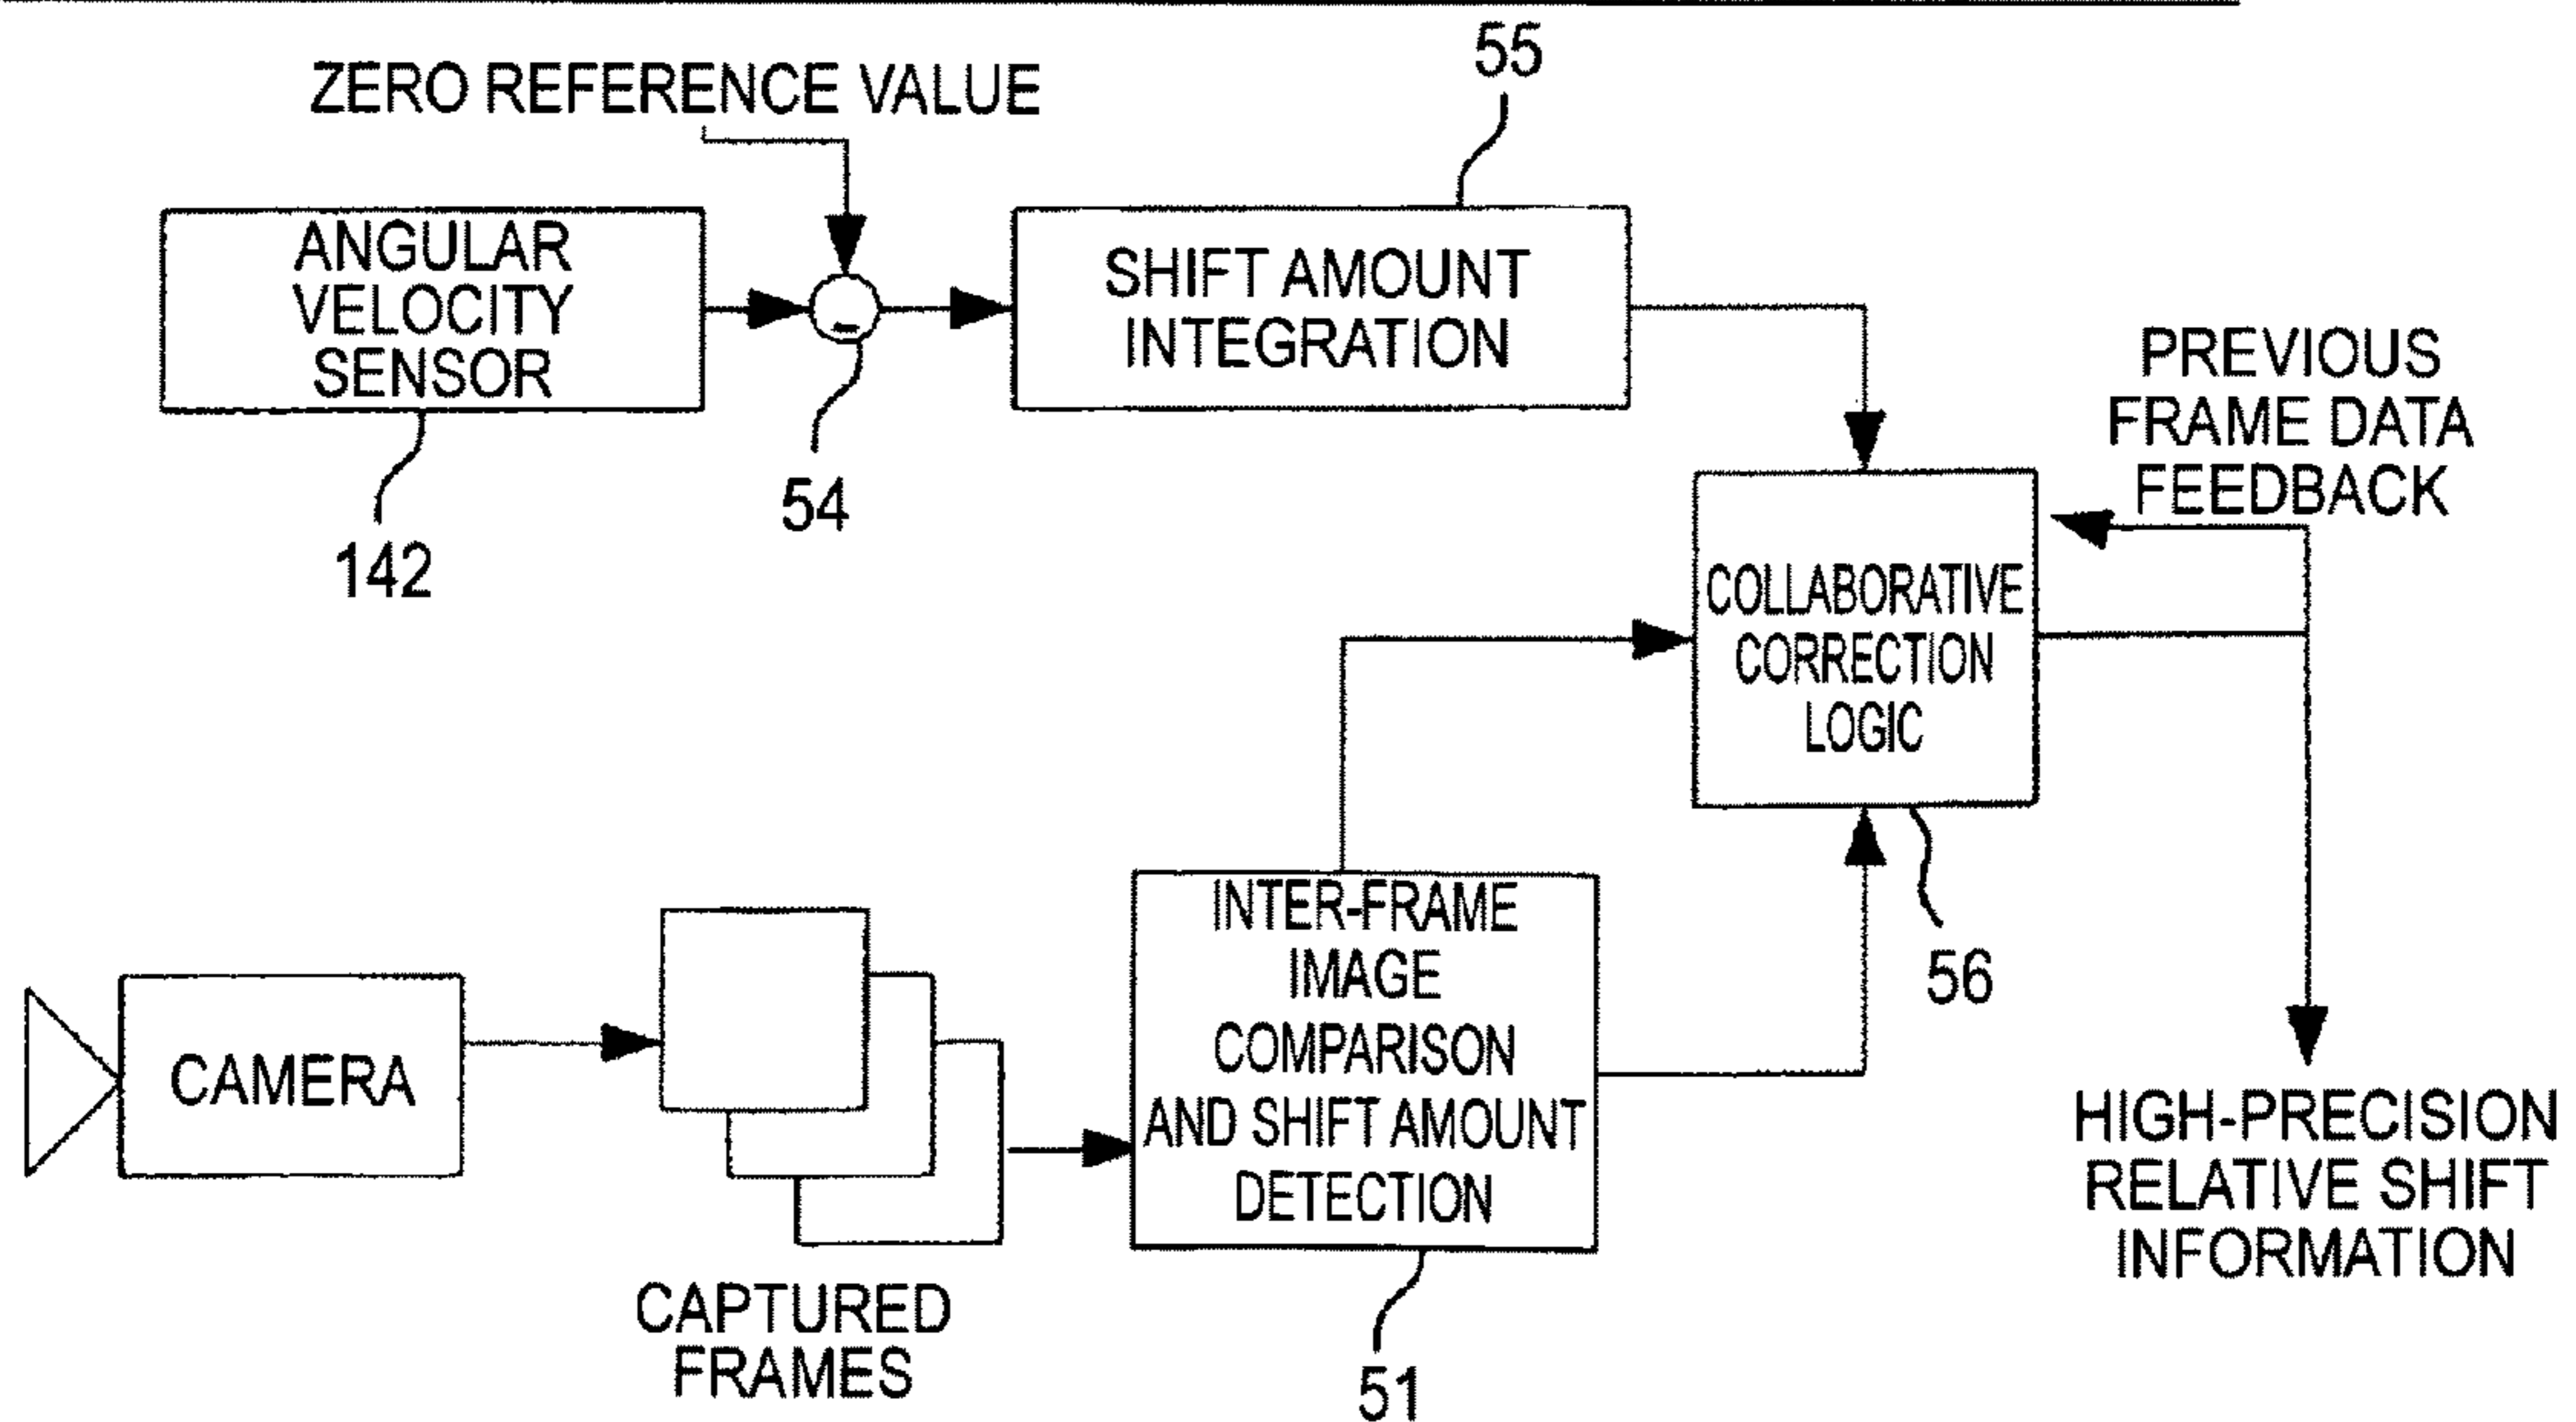 55
ZERO REFERENCE VALUE
ANGULAR
VELOCITY
SENSOR
-
SHIFT AMOUNT
INTEGRATION
54
142
PREVIOUS
FRAME DATA
FEEDBACK
COLLABORATIVE
CORRECTION
LOGIC
56
CAMERA
CAPTURED
FRAMES
INTER-FRAME
IMAGE
COMPARISON
AND SHIFT AMOUNT
DETECTION
51
HIGH-PRECISION
RELATIVE SHIFT
INFORMATION